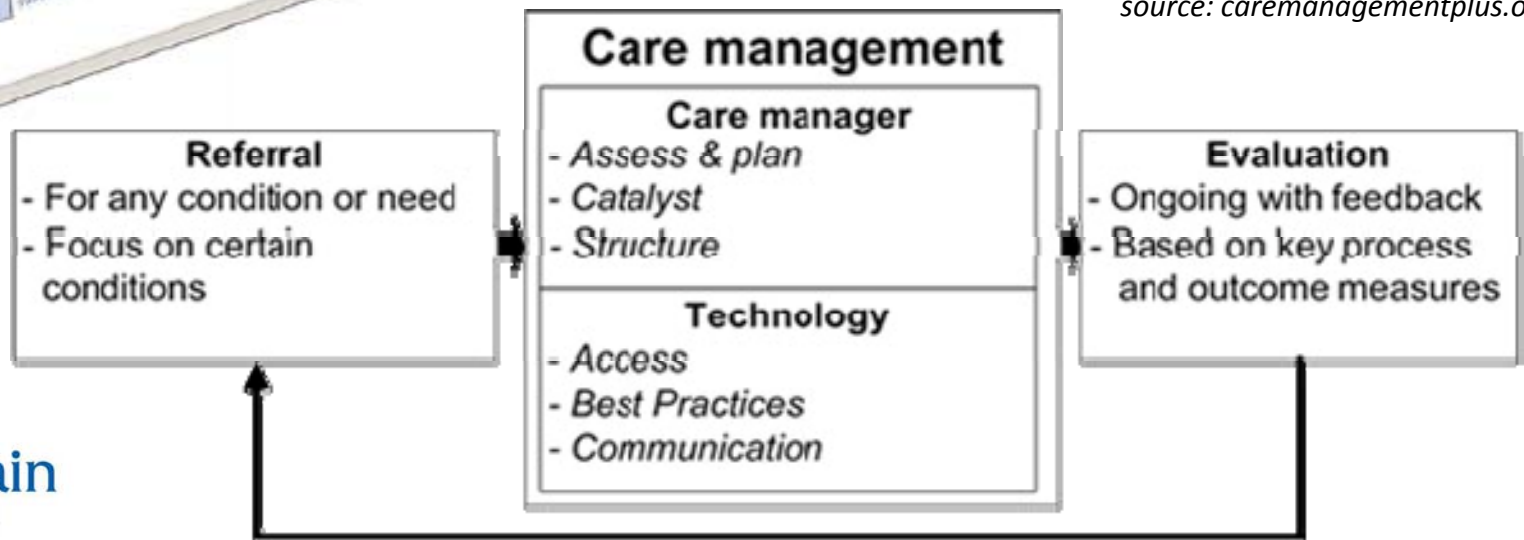 source: caremanagementplus.o
Care management
Referral
- For any condition or need
- Focus on certain
conditions
Care manager
- Assess & plan
- Catalyst
- Structure
Technology
- Access
- Best Practices
- Communication
Evaluation
- Ongoing with feedback
- Based on key process
and outcome measures
ain